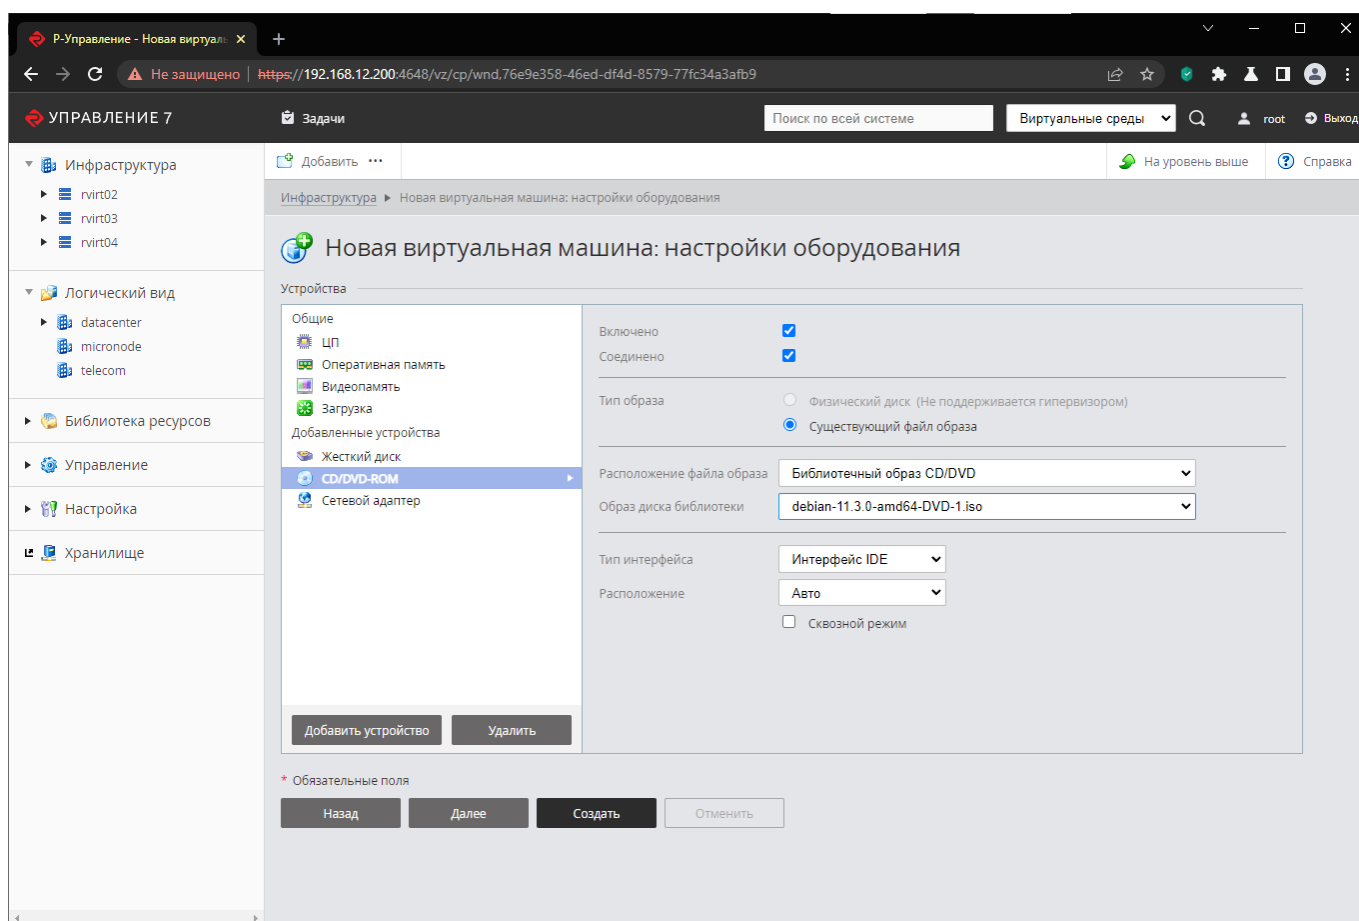 Р-Управление - Новая виртуаль
Не защищено https://192.168.12.200:4648/vz/cp/wnd,76e9e358-46ed-df4d-8579-77fc34a3afb9
УПРАВЛЕНИЕ 7 Задачи Поиск по всей системе Виртуальные среды root Выход
Инфраструктура
rvirt02
rvirt03
rvirt04
Логический вид
datacenter
micronode
telecom
Библиотека ресурсов
Управление
Настройка
Хранилище
Добавить ••• На уровень выше Справка
Инфраструктура Новая виртуальная машина: настройки оборудования
Новая виртуальная машина: настройки оборудования
Устройства
Общие
ЦП
Оперативная память
Видеопамять
Загрузка
Добавленные устройства
Жесткий диск
CD/DVD-ROM
Сетевой адаптер
Добавить устройство Удалить
Включено
Соединено
Тип образа Физический диск (Не поддерживается гипервизором)
Существующий файл образа
Расположение файла образа Библиотечный образ CD/DVD
Образ диска библиотеки debian-11.3.0-amd64-DVD-1.iso
Тип интерфейса Интерфейс IDE
Расположение Авто
Сквозной режим
* Обязательные поля
Назад Далее Создать Отменить